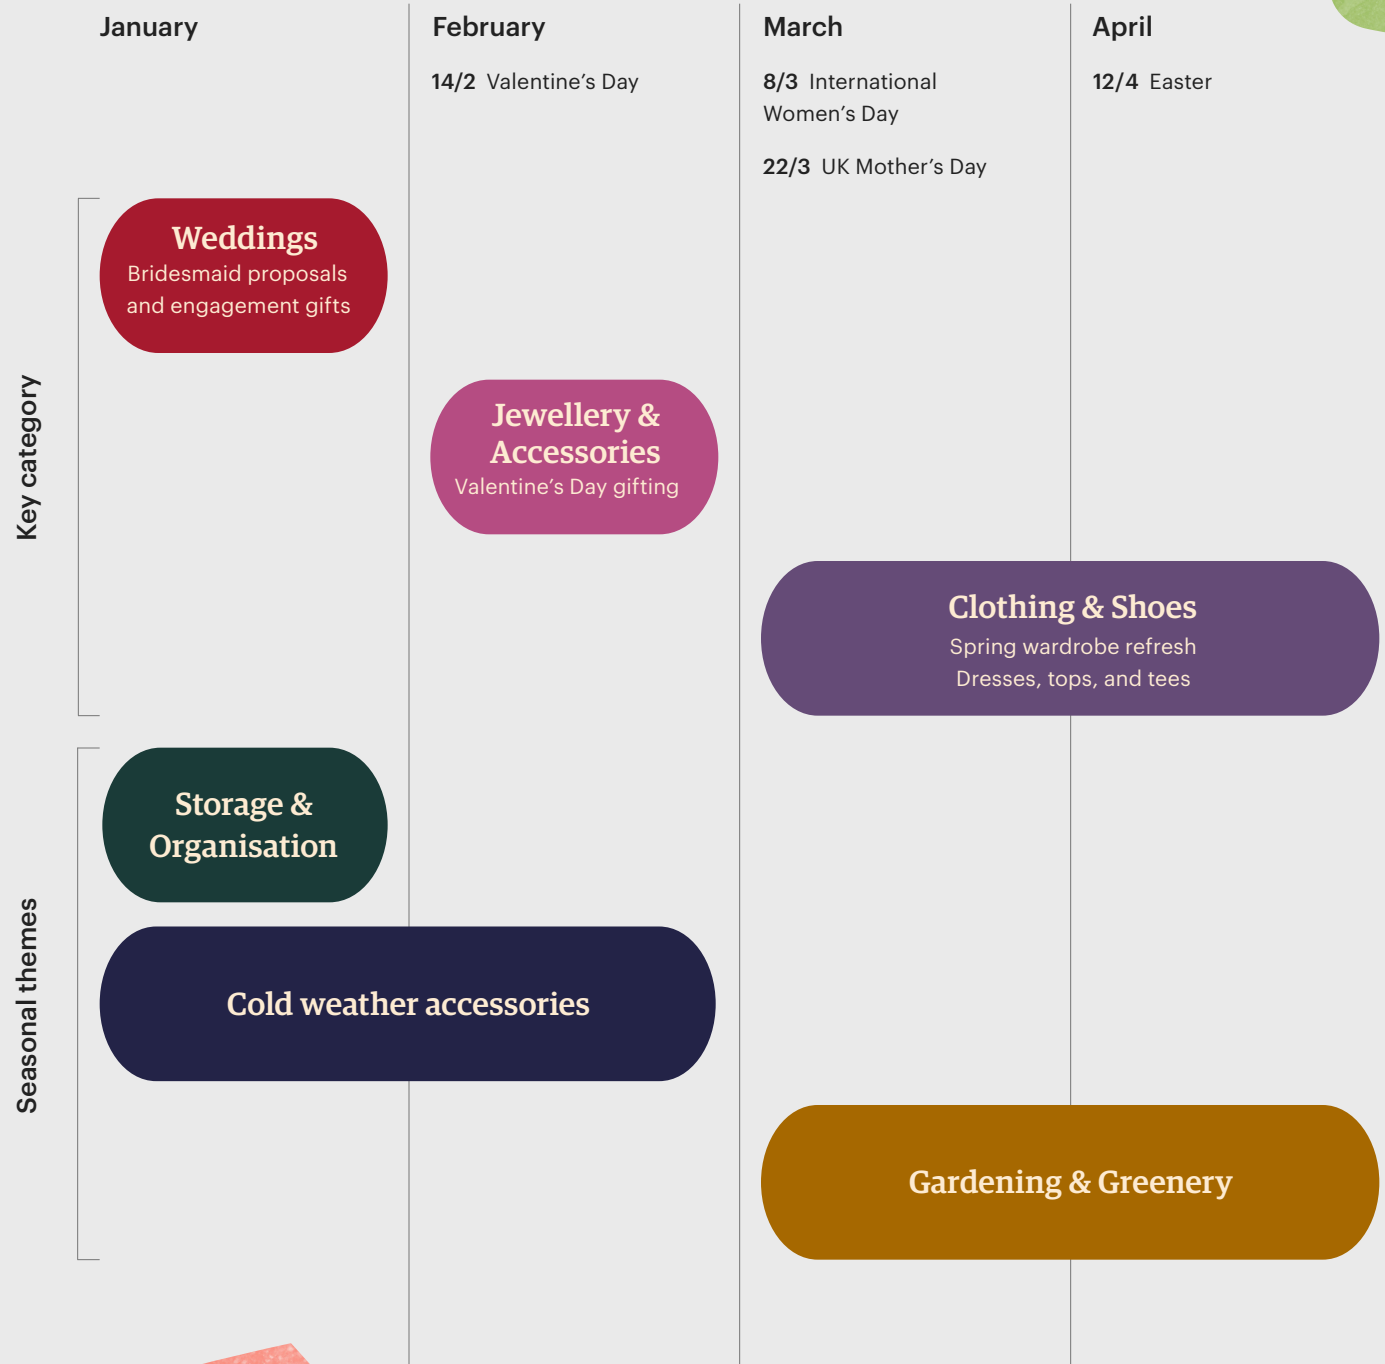 January
February
March
April
14/2 Valentine’s Day
8/3 International
Women’s Day
22/3 UK Mother’s Day
12/4 Easter
Key category
Weddings
Bridesmaid proposals
and engagement gifts
Jewellery &
Accessories
Valentine’s Day gifting
Clothing & Shoes
Spring wardrobe refresh
Dresses, tops, and tees
Seasonal themes
Storage &
Organisation
Cold weather accessories
Gardening & Greenery